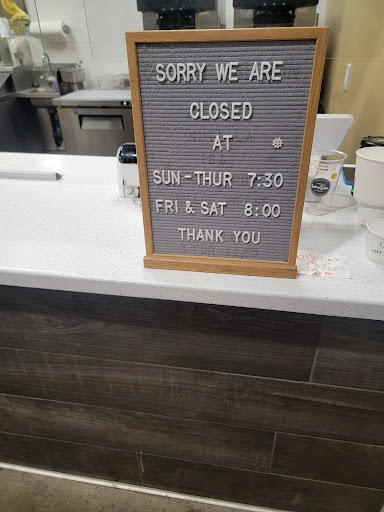 SORRY WE ARE
CLOSED
AT
SUN-THUR 7:30
FRI & SAT 8:00
THANK YOU